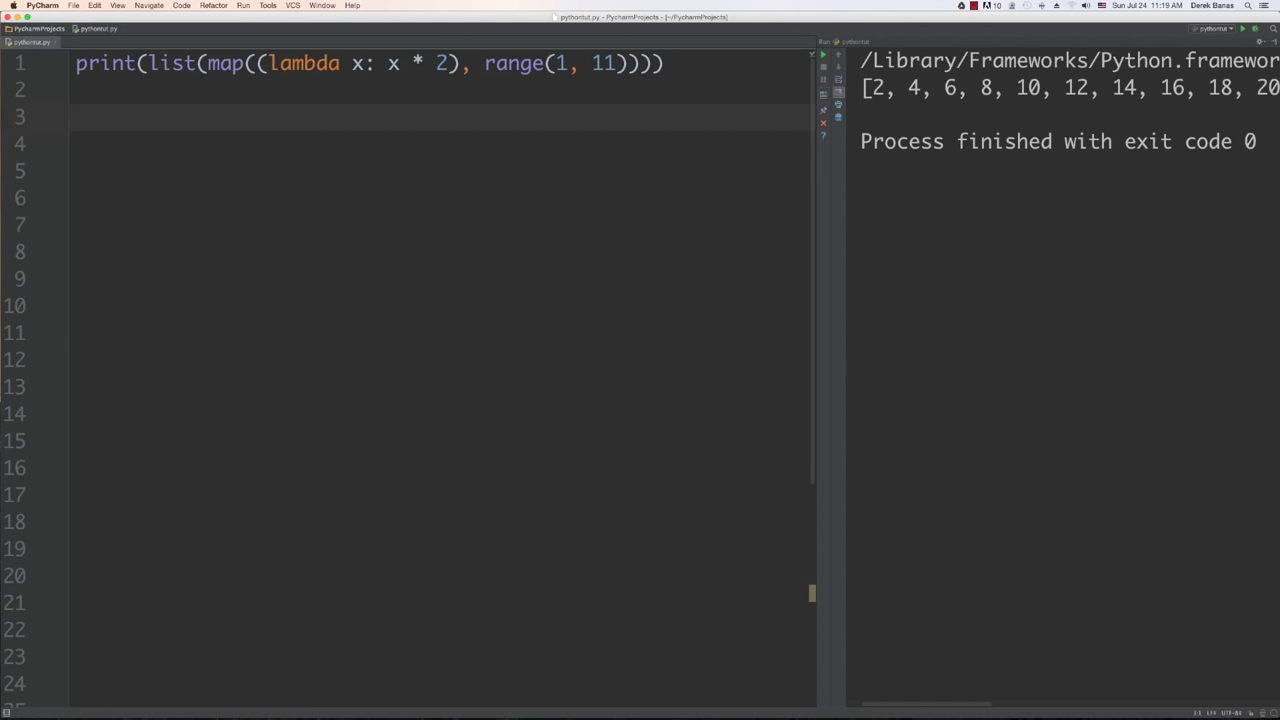 PyCharm File Edit View Navigate Code Refactor Run Tools VCS Window Help 10 Sun Jul 24 11:19 AM Derek Banas
pythontut.py - PycharmProjects - [~/PycharmProjects]
PycharmProjects pythontut.py pythontut
pythontut.py Run: pythontut
1 print(list(map((lambda x: x * 2), range(1, 11))))
2
3
4
5
6
7
8
9
10
11
12
13
14
15
16
17
18
19
20
21
22
23
24
/Library/Frameworks/Python.framewor
[2, 4, 6, 8, 10, 12, 14, 16, 18, 20
Process finished with exit code 0
?
UTF-8